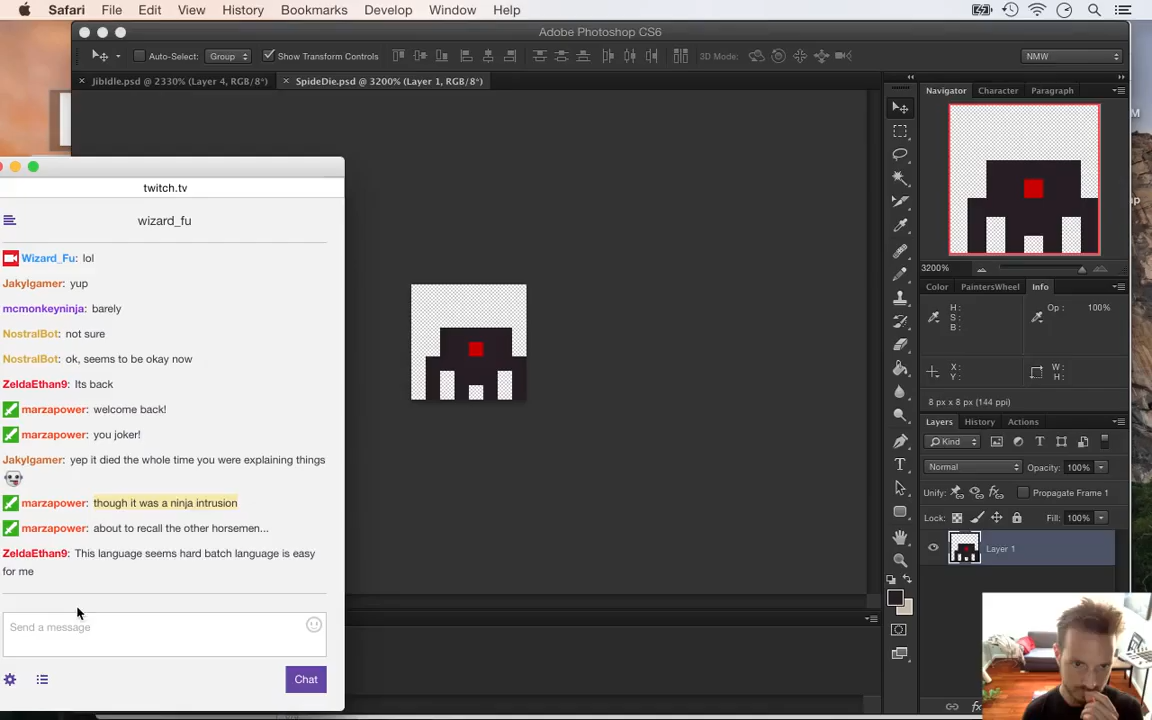 Safari File Edit View History Bookmarks Develop Window Help
Adobe Photoshop CS6
Auto-Select: Group Show Transform Controls 3D Mode: NMW
JibIdle.psd @ 2330% (Layer 4, RGB/8*) SpideDie.psd @ 3200% (Layer 1, RGB/8*)
Navigator Character Paragraph
twitch.tv
wizard_fu
Wizard_Fu: lol
Jakylgamer: yup
mcmonkeyninja: barely
NostralBot: not sure
NostralBot: ok, seems to be okay now
ZeldaEthan9: Its back
marzapower: welcome back!
marzapower: you joker!
Jakylgamer: yep it died the whole time you were explaining things
marzapower: though it was a ninja intrusion
marzapower: about to recall the other horsemen...
ZeldaEthan9: This language seems hard batch language is easy
for me
Send a message
Chat
3200%
Color PaintersWheel Info
H: Op: 100%
S:
B:
X: W:
Y: H:
8 px x 8 px (144 ppi)
Layers History Actions
Kind
Normal Opacity: 100%
Unify: Propagate Frame 1
Lock: Fill: 100%
Layer 1
fx